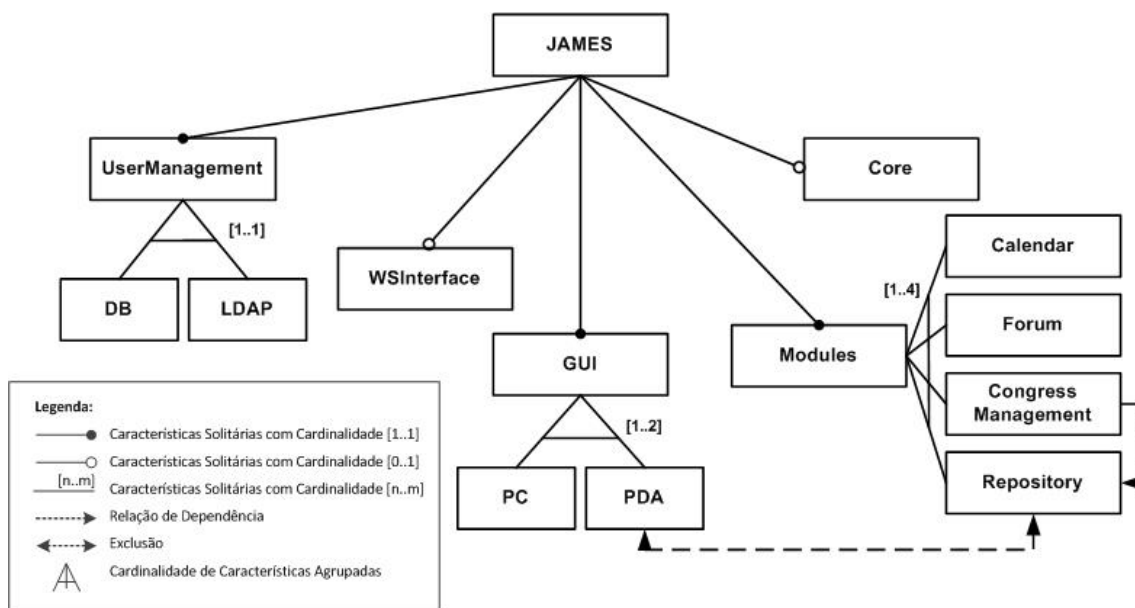 JAMES
UserManagement
Core
[1..1]
DB
LDAP
WSInterface
GUI
[1..2]
PC
PDA
Modules
[1..4]
Calendar
Forum
Congress
Management
Repository
Legenda:
Características Solitárias com Cardinalidade [1..1]
Características Solitárias com Cardinalidade [0..1]
[n..m]
Características Solitárias com Cardinalidade [n..m]
Relação de Dependência
Exclusão
Cardinalidade de Características Agrupadas